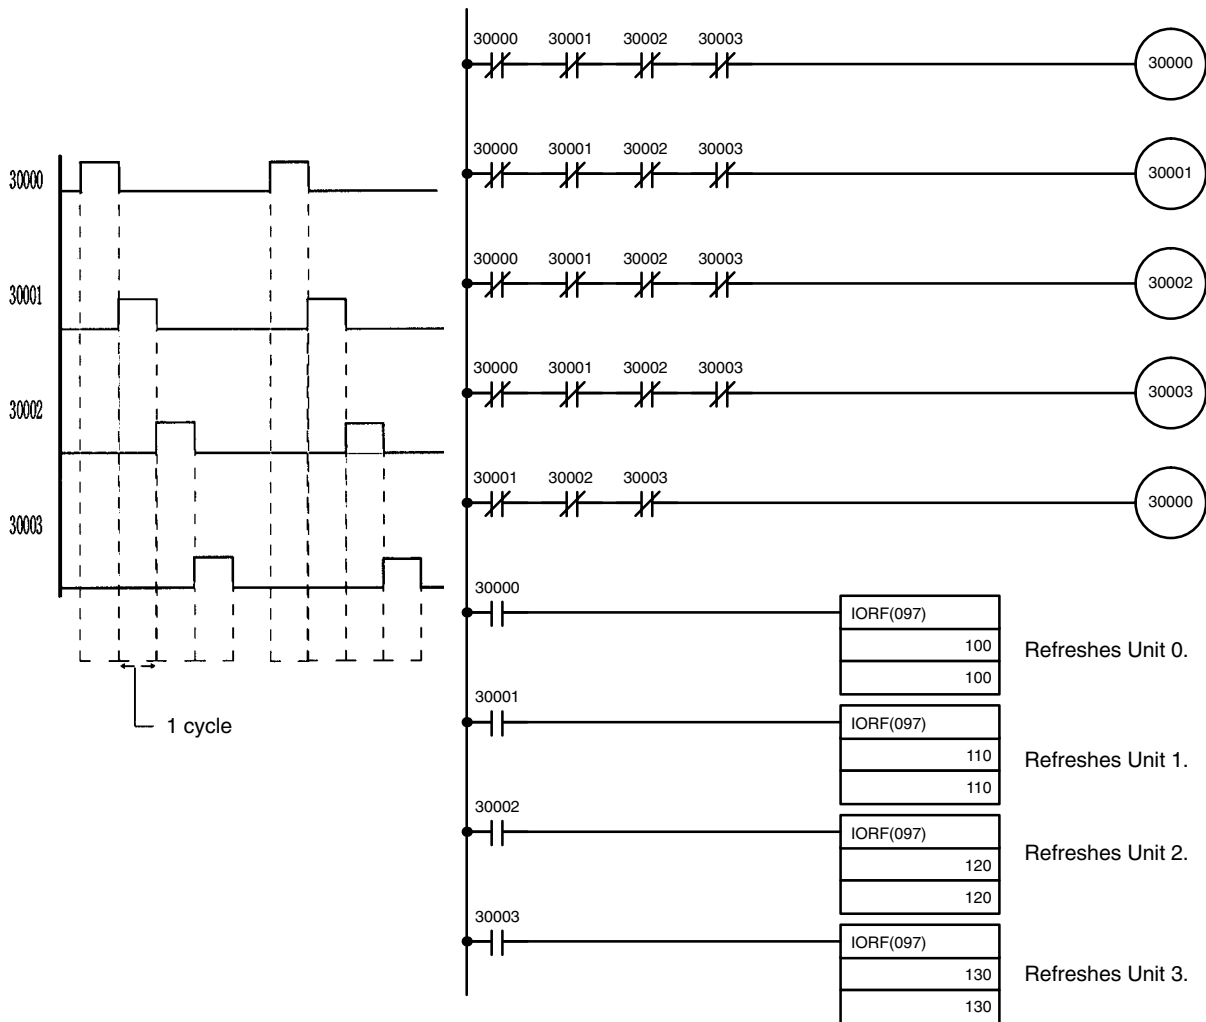 30000 30001 30002 30003
30000
30000 30001 30002 30003
30001
30000 30001 30002 30003
30002
30000 30001 30002 30003
30003
30001 30002 30003
30000
30000
IORF(097)
100
100
Refreshes Unit 0.
30001
IORF(097)
110
110
Refreshes Unit 1.
30002
IORF(097)
120
120
Refreshes Unit 2.
30003
IORF(097)
130
130
Refreshes Unit 3.
30000
30001
30002
30003
1 cycle